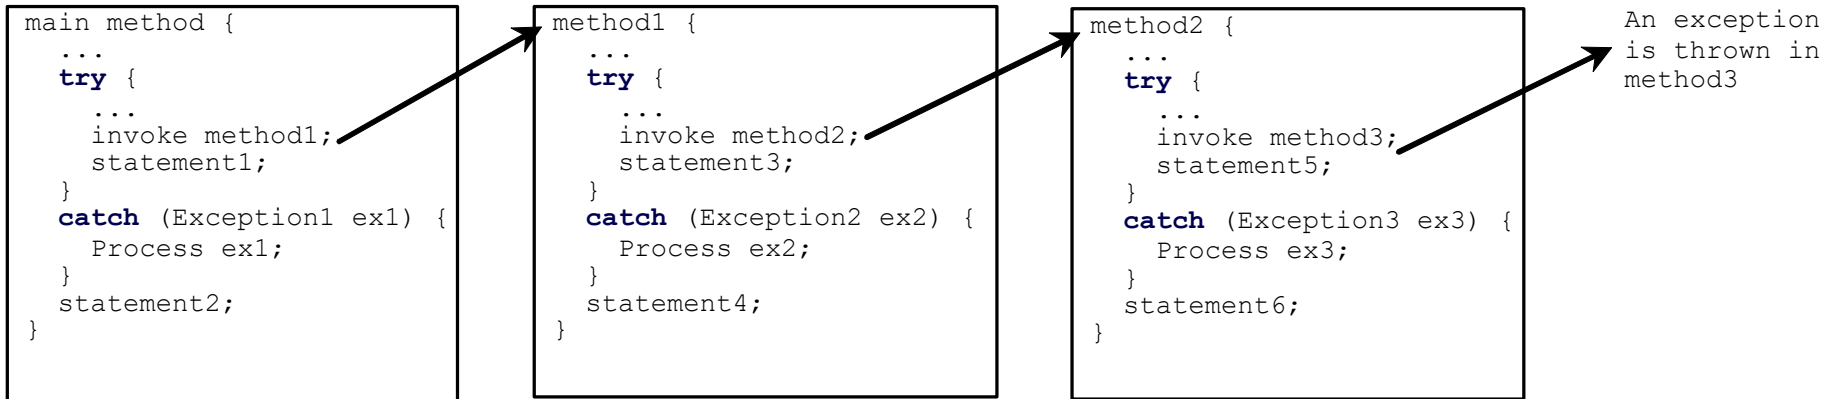 main method {
  ...
  try {
    ...
    invoke method1;
    statement1;
  }
  catch (Exception1 ex1) {
    Process ex1;
  }
  statement2;
}
method1 {
  ...
  try {
    ...
    invoke method2;
    statement3;
  }
  catch (Exception2 ex2) {
    Process ex2;
  }
  statement4;
}
method2 {
  ...
  try {
    ...
    invoke method3;
    statement5;
  }
  catch (Exception3 ex3) {
    Process ex3;
  }
  statement6;
}
An exception
is thrown in
method3